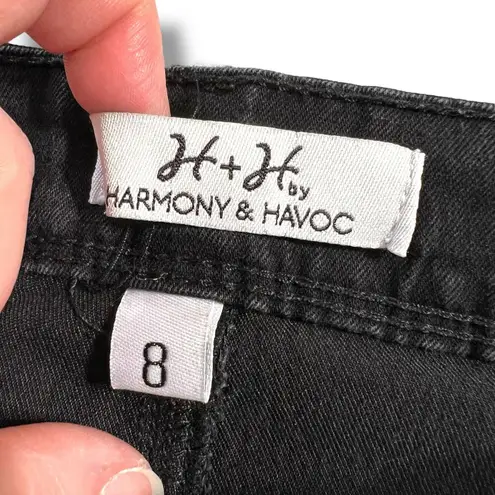 H + H by
HARMONY & HAVOC
8